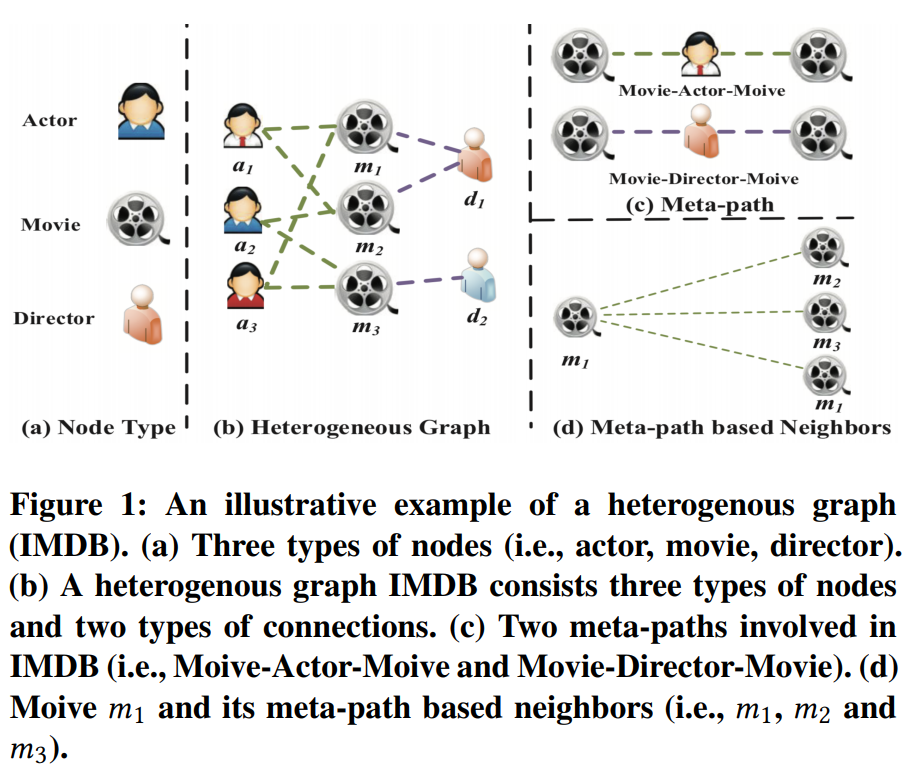 Actor
Movie
Director
(a) Node Type
a1
a2
a3
m1
m2
m3
d1
d2
(b) Heterogeneous Graph
Movie-Actor-Moive
Movie-Director-Moive
(c) Meta-path
m1
m2
m3
m1
(d) Meta-path based Neighbors
Figure 1: An illustrative example of a heterogenous graph
(IMDB). (a) Three types of nodes (i.e., actor, movie, director).
(b) A heterogenous graph IMDB consists three types of nodes
and two types of connections. (c) Two meta-paths involved in
IMDB (i.e., Moive-Actor-Moive and Movie-Director-Movie). (d)
Moive m1 and its meta-path based neighbors (i.e., m1, m2 and
m3).